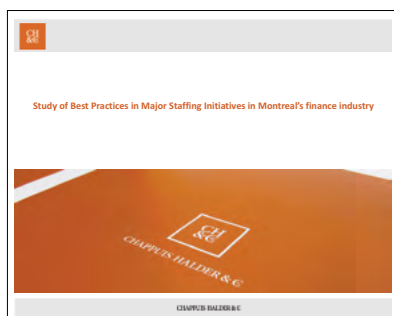 CH
&C
Study of Best Practices in Major Staffing Initiatives in Montreal's finance industry
CH
&C
CHAPPUIS HALDER & C
CHAPPUIS HALDER & C